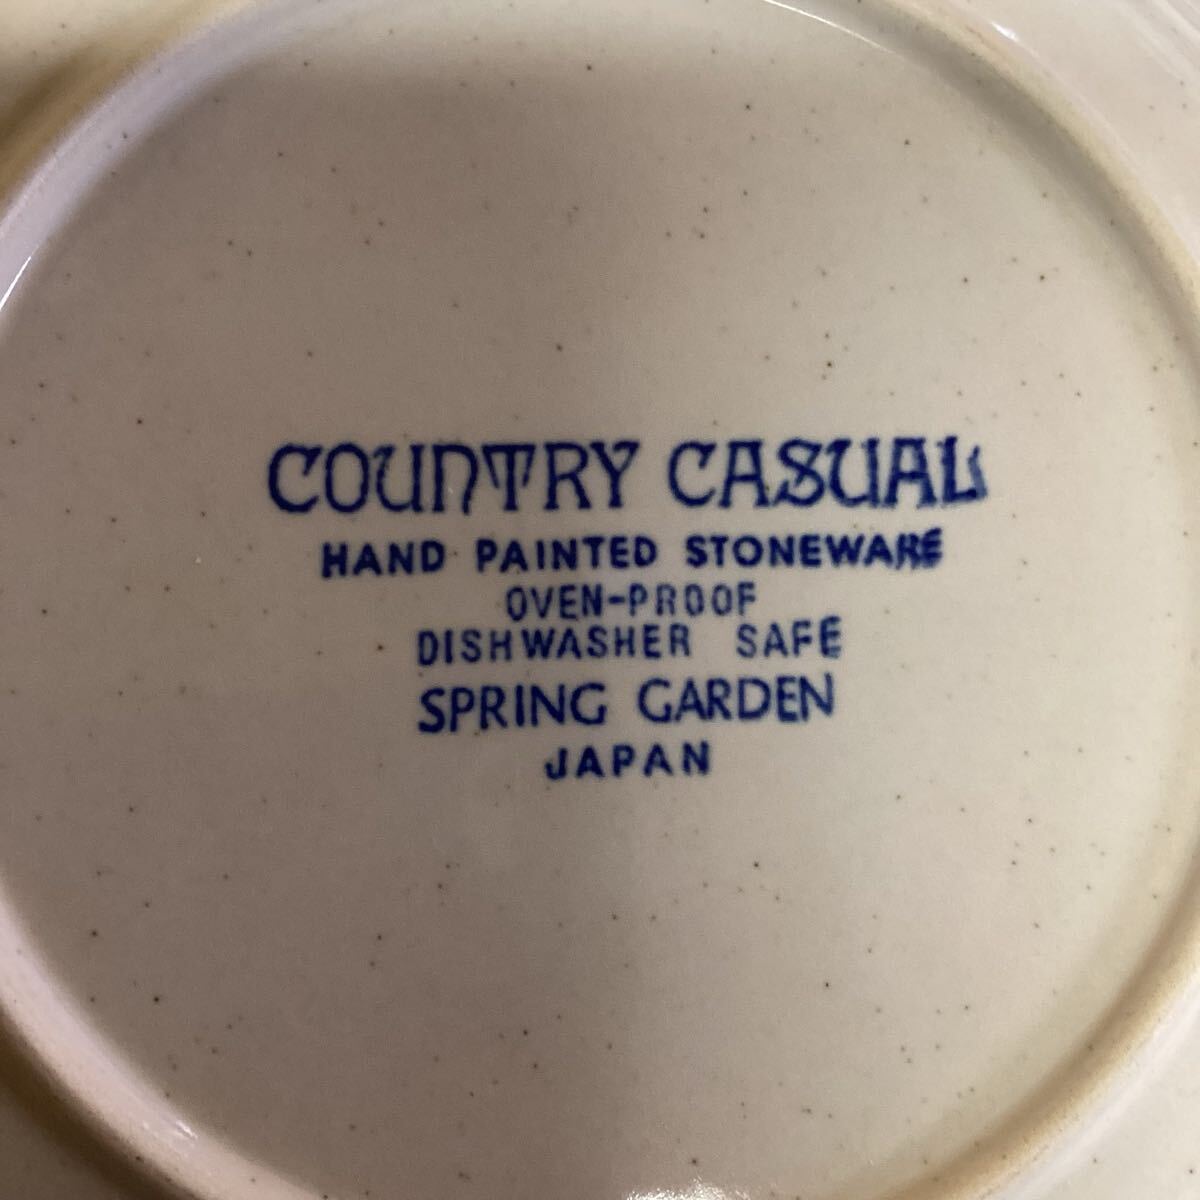 COUNTRY CASUAL
HAND PAINTED STONEWARE
OVEN-PROOF
DISHWASHER SAFE
SPRING GARDEN
JAPAN